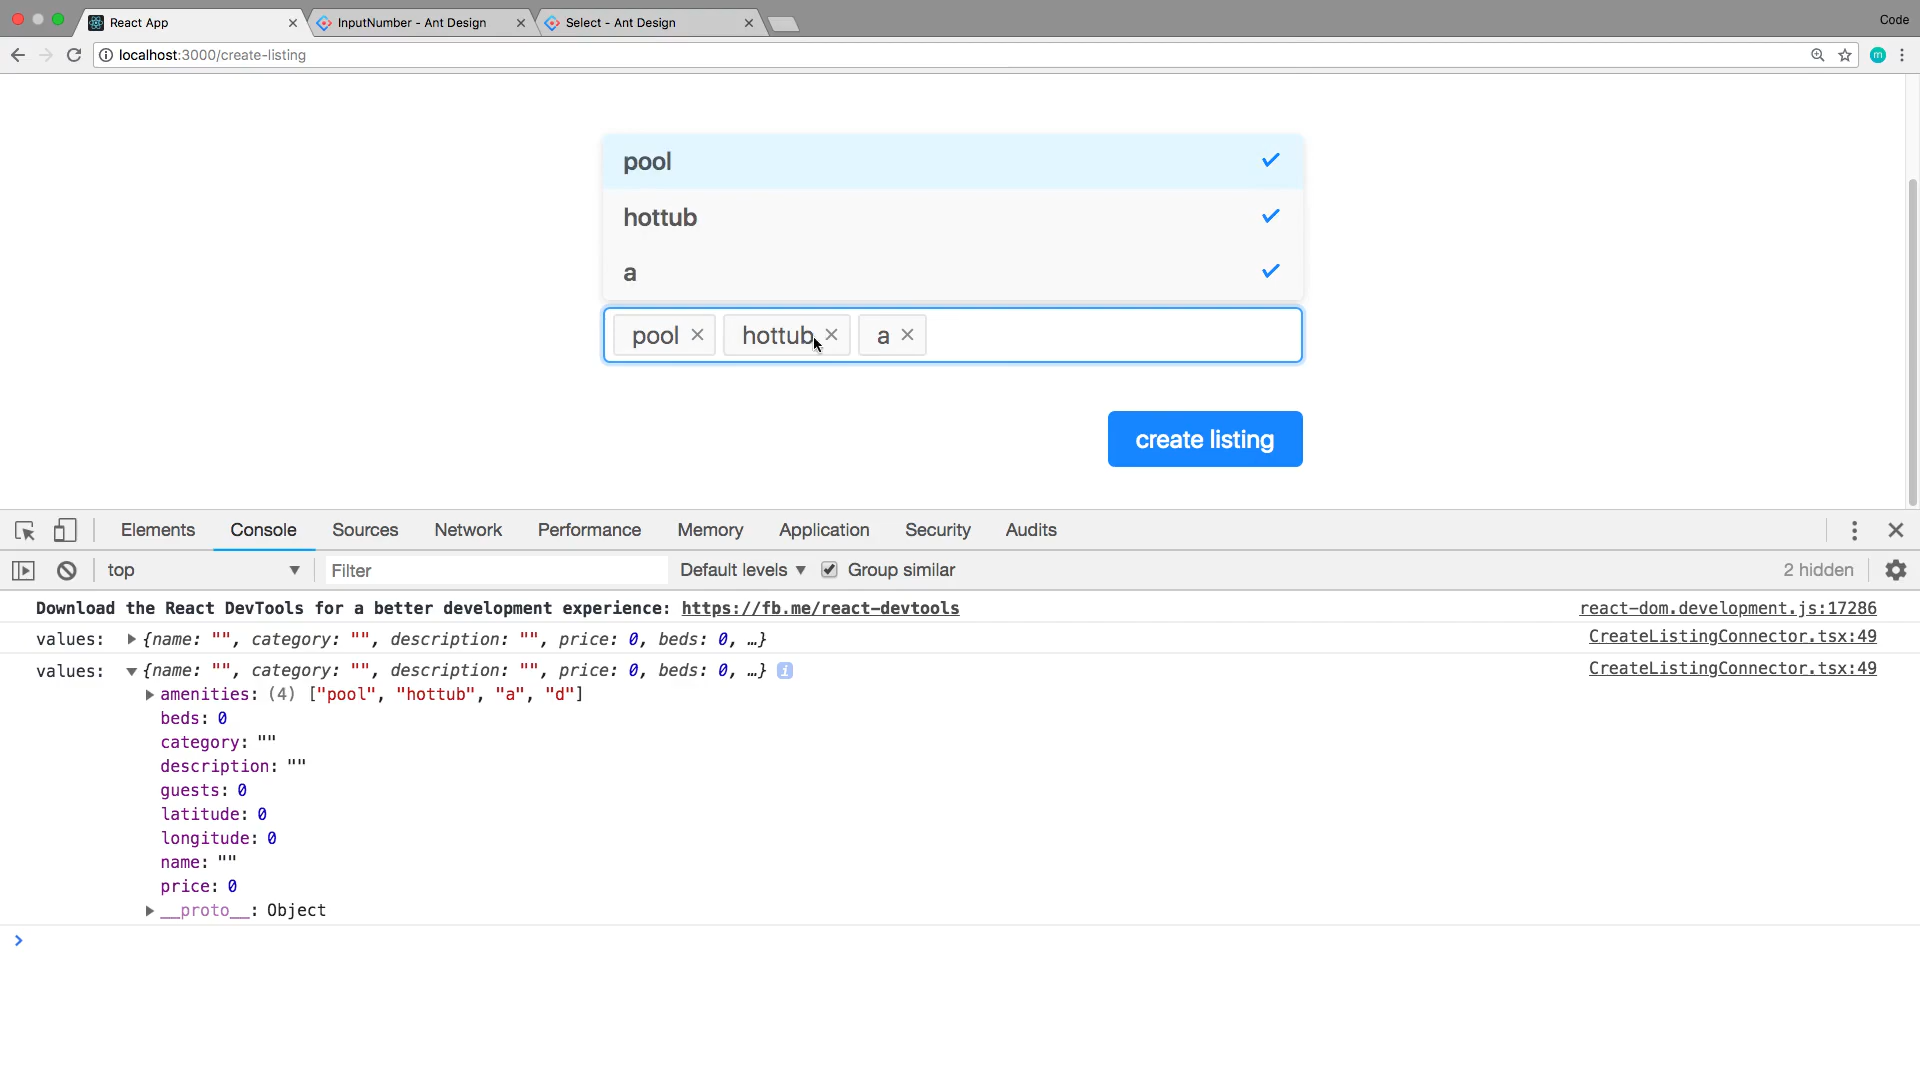 React App
InputNumber - Ant Design
Select - Ant Design
Code
localhost:3000/create-listing
m
pool
hottub
a
pool
hottub
a
create listing
Elements
Console
Sources
Network
Performance
Memory
Application
Security
Audits
top
Filter
Default levels
Group similar
2 hidden
Download the React DevTools for a better development experience: https://fb.me/react-devtools
react-dom.development.js:17286
values: {name: "", category: "", description: "", price: 0, beds: 0, …}
CreateListingConnector.tsx:49
values: {name: "", category: "", description: "", price: 0, beds: 0, …}
CreateListingConnector.tsx:49
amenities: (4) ["pool", "hottub", "a", "d"]
beds: 0
category: ""
description: ""
guests: 0
latitude: 0
longitude: 0
name: ""
price: 0
__proto__: Object